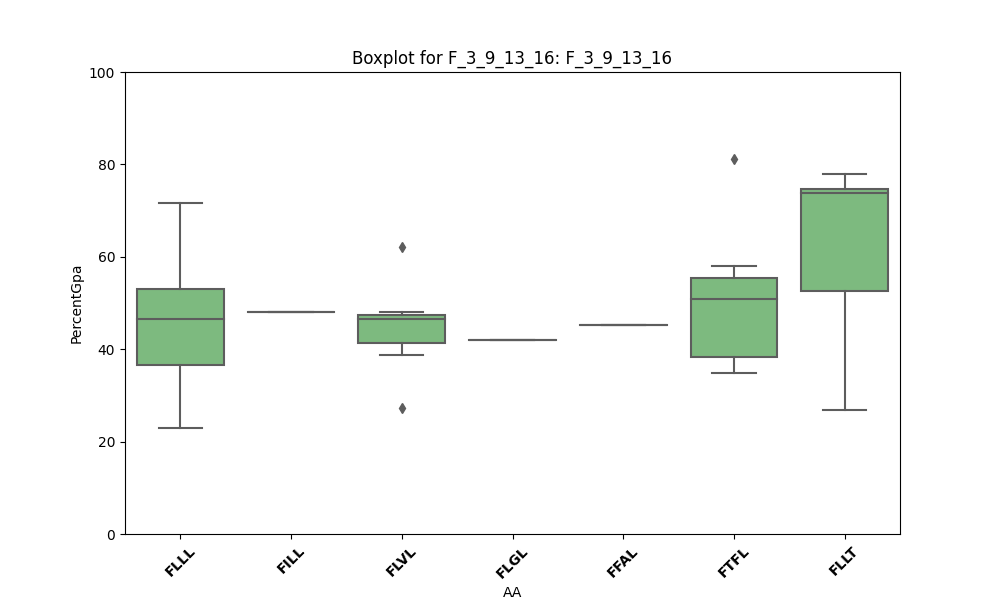 Boxplot for F_3_9_13_16: F_3_9_13_16
100
80
60
40
20
0
PercentGpa
FLLL FILL FLVL FLGL FFAL FTFL FLLT
AA